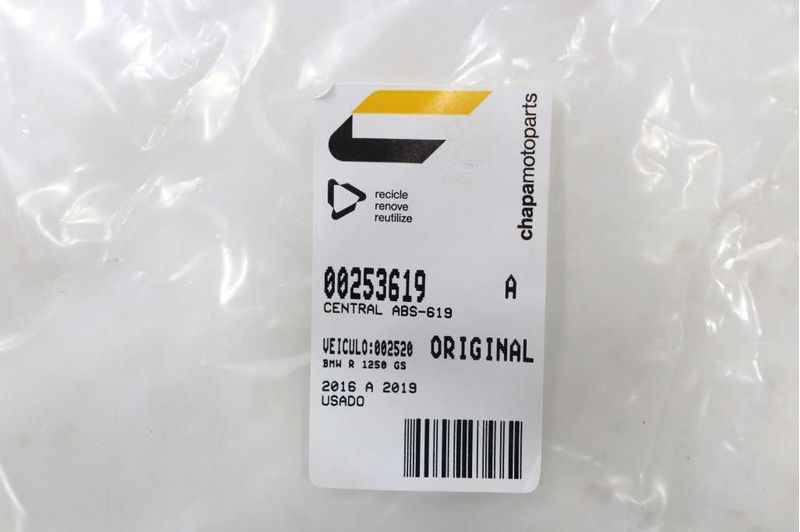 chapamotoparts
recicle
renove
reutilize
00253619 A
CENTRAL ABS-619
VEICULO:002520 ORIGINAL
BMW R 1250 GS
2016 A 2019
USADO